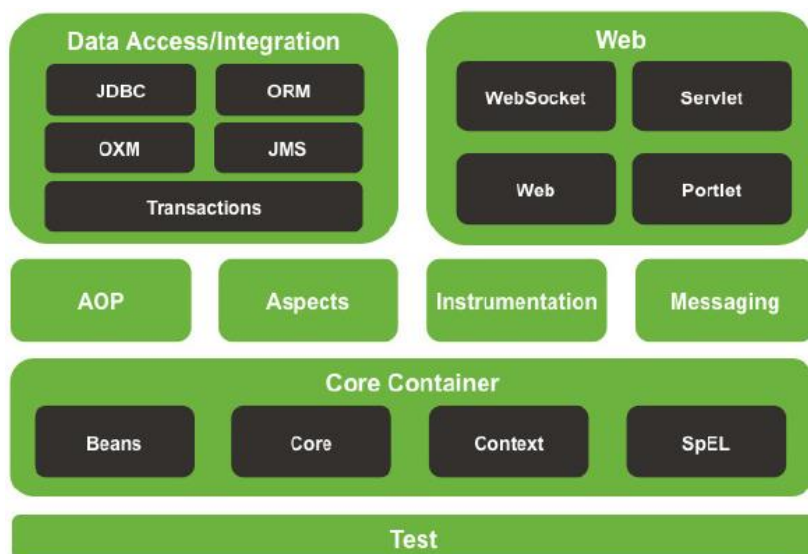 Data Access/Integration
JDBC
ORM
OXM
JMS
Transactions
Web
WebSocket
Servlet
Web
Portlet
AOP
Aspects
Instrumentation
Messaging
Core Container
Beans
Core
Context
SpEL
Test